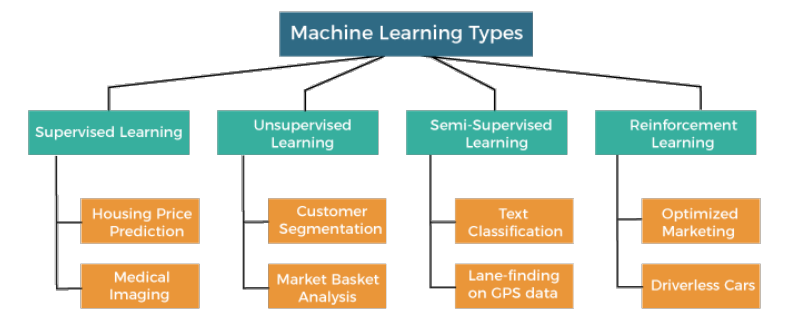 Machine Learning Types
Supervised Learning
Unsupervised
Learning
Semi-Supervised
Learning
Reinforcement
Learning
Housing Price
Prediction
Customer
Segmentation
Text
Classification
Optimized
Marketing
Medical
Imaging
Market Basket
Analysis
Lane-finding
on GPS data
Driverless Cars